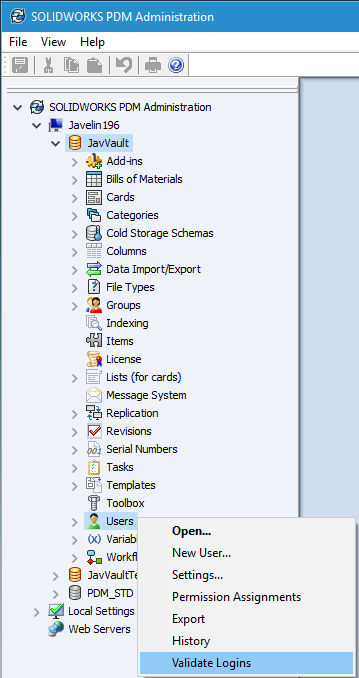 SOLIDWORKS PDM Administration
File View Help
SOLIDWORKS PDM Administration
Javelin196
JavVault
Add-ins
Bills of Materials
Cards
Categories
Cold Storage Schemas
Columns
Data Import/Export
File Types
Groups
Indexing
Items
License
Lists (for cards)
Message System
Replication
Revisions
Serial Numbers
Tasks
Templates
Toolbox
Users
Open...
Variab
New User...
Workfl
Settings...
JavVaultTe
Permission Assignments
PDM_STD
Export
Local Settings
History
Web Servers
Validate Logins